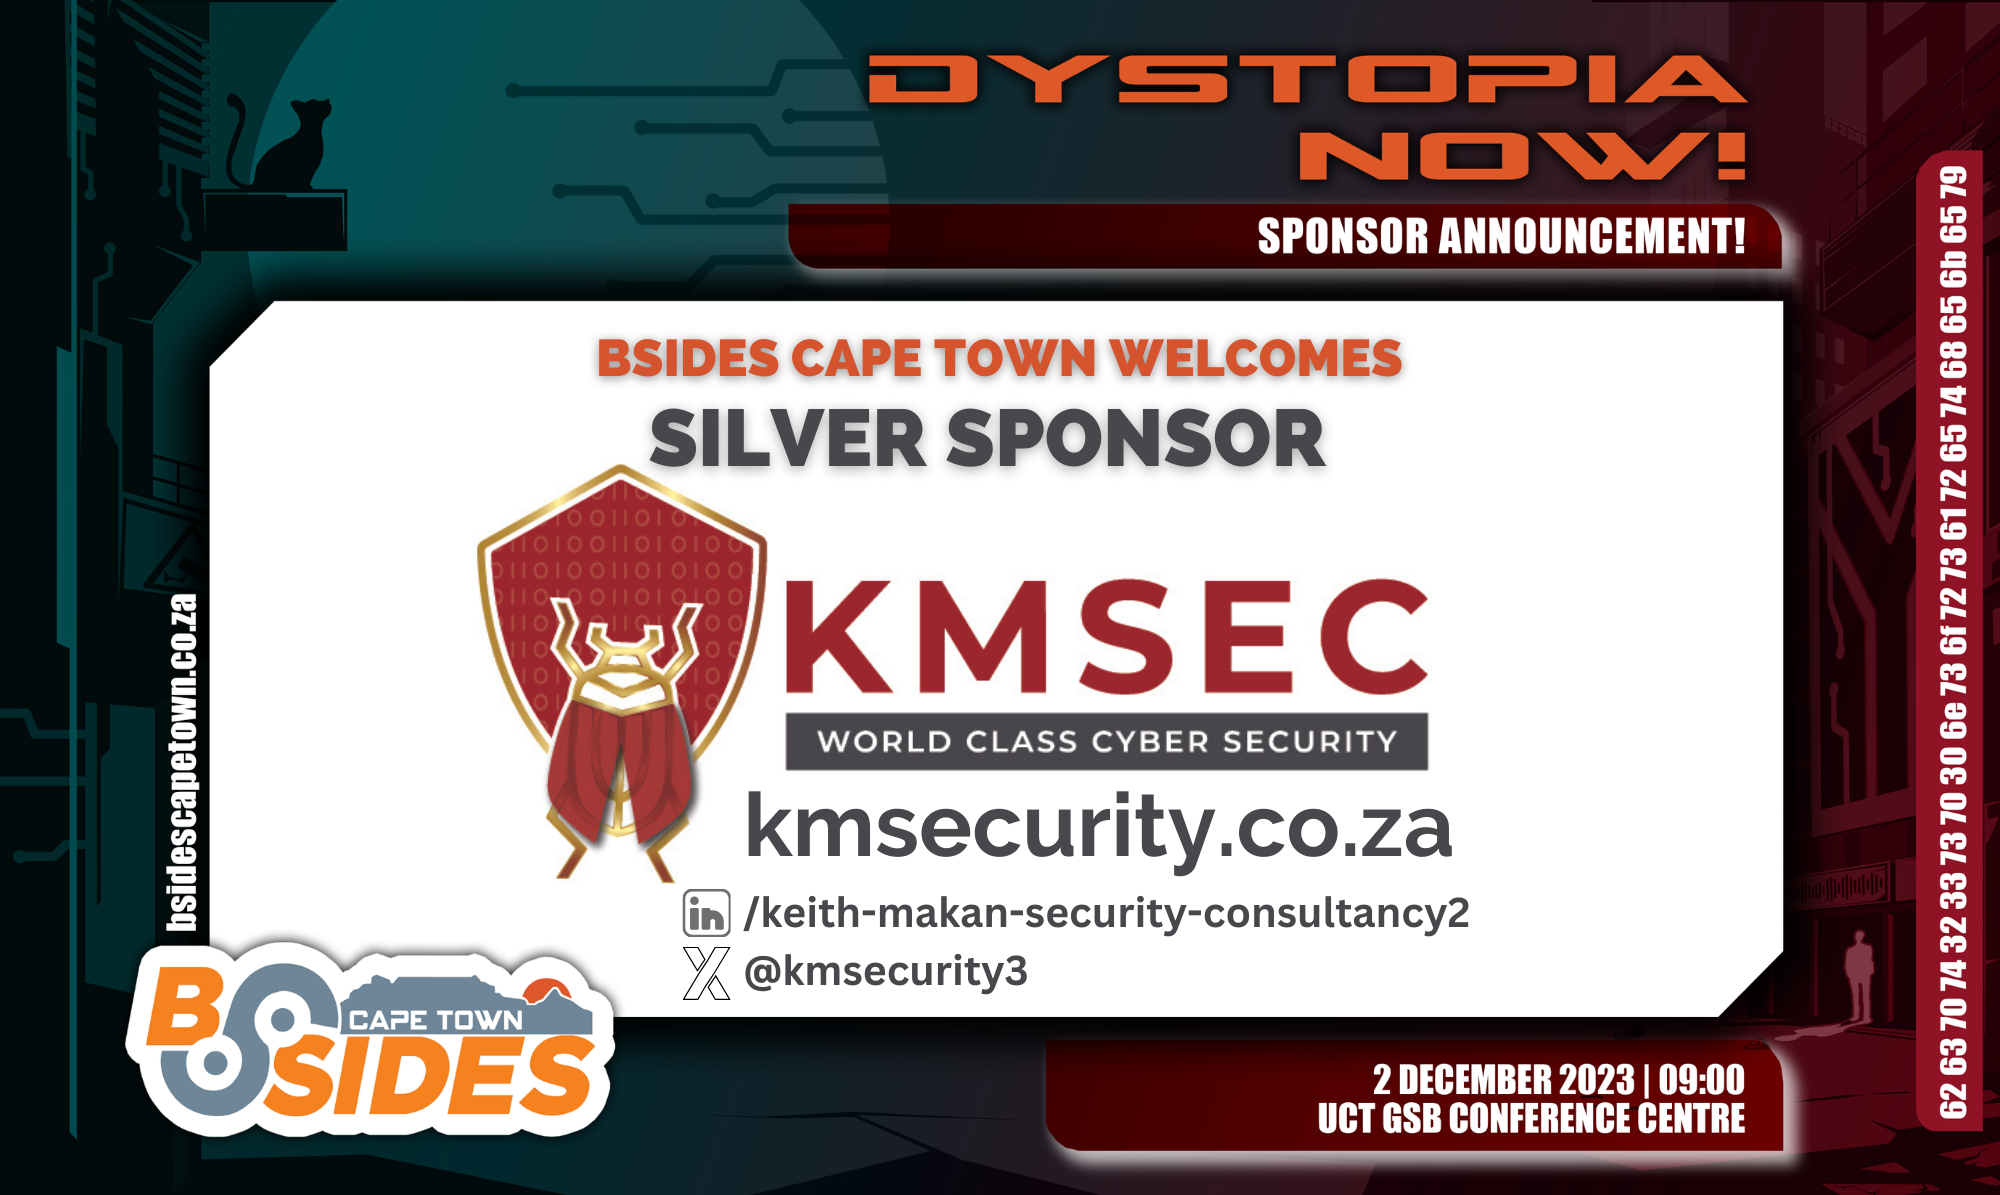 DYSTOPIA
NOW!
SPONSOR ANNOUNCEMENT!
BSIDES CAPE TOWN WELCOMES
SILVER SPONSOR
KMSEC
WORLD CLASS CYBER SECURITY
kmsecurity.co.za
in /keith-makan-security-consultancy2
X @kmsecurity3
bsidescapetown.co.za
B
CAPE TOWN
SIDES
2 DECEMBER 2023 | 09:00
UCT GSB CONFERENCE CENTRE
62 63 70 74 32 33 73 70 30 6e 73 6f 72 73 61 72 65 74 68 65 6b 65 79